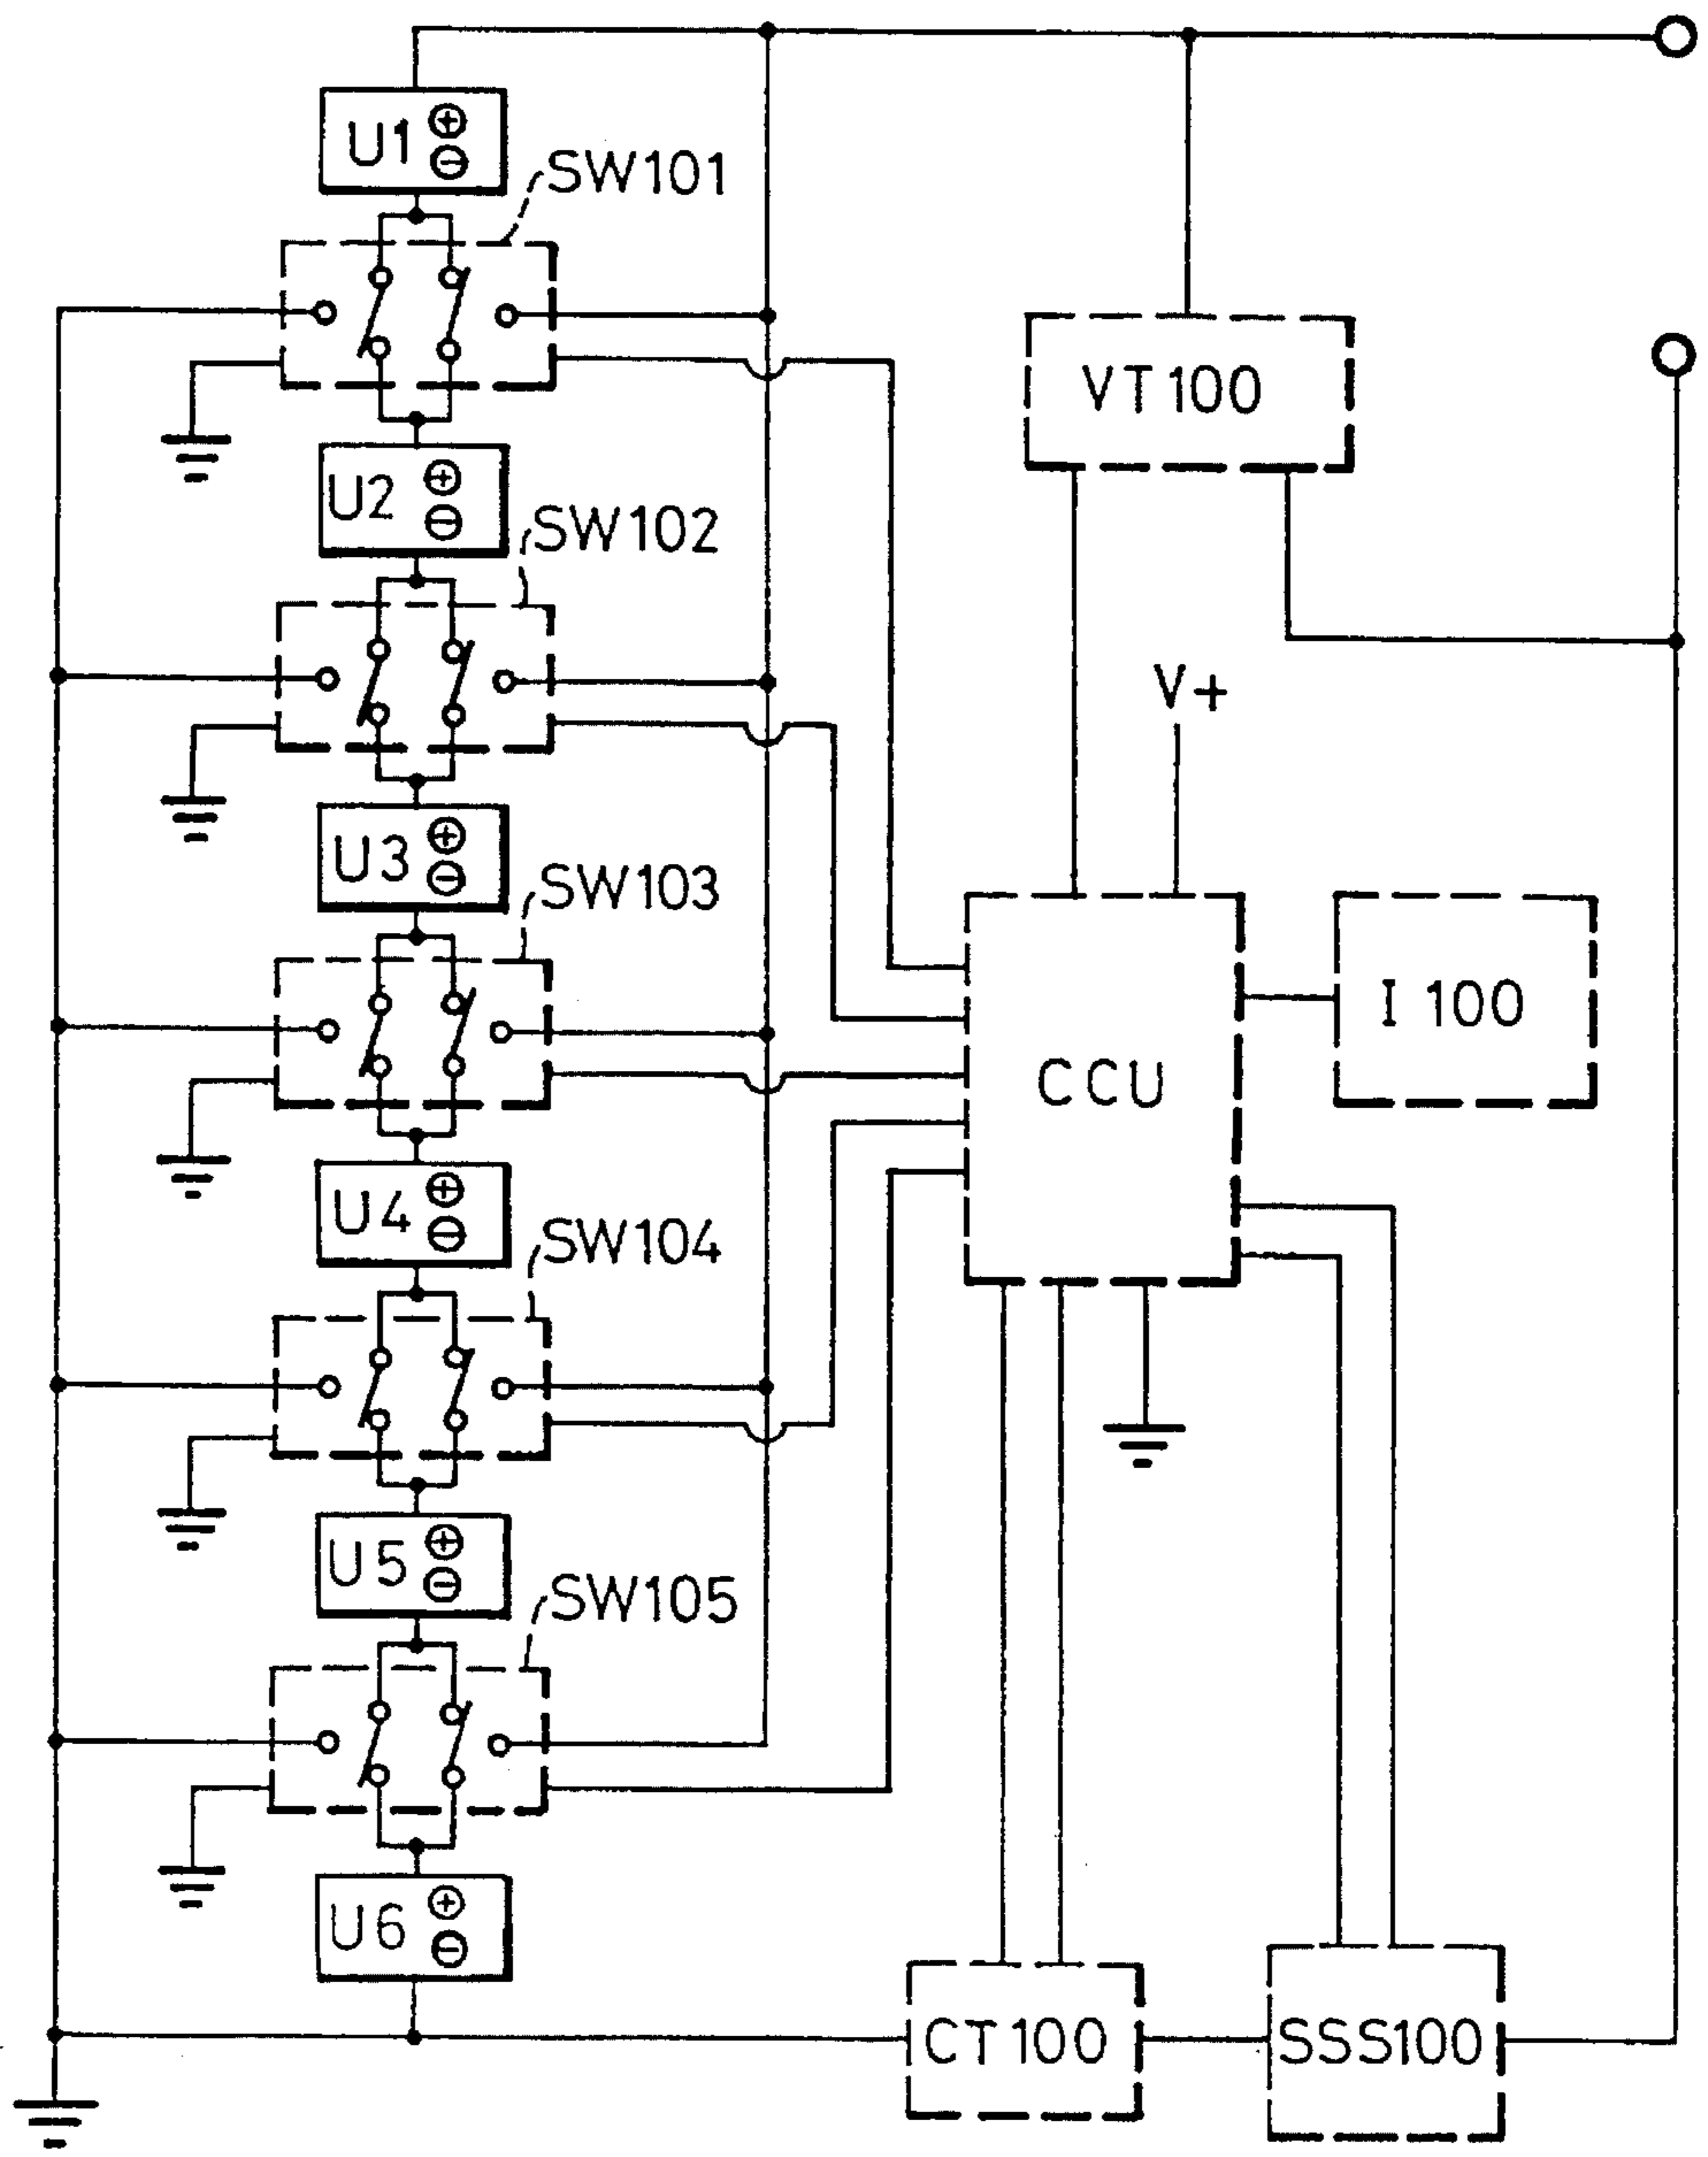 U1 ⊕
⊖
SW101
VT100
U2 ⊕
⊖
SW102
V+
U3 ⊕
⊖
SW103
I 100
CCU
U4 ⊕
⊖
SW104
U5 ⊕
⊖
SW105
U6 ⊕
⊖
CT100
SSS100